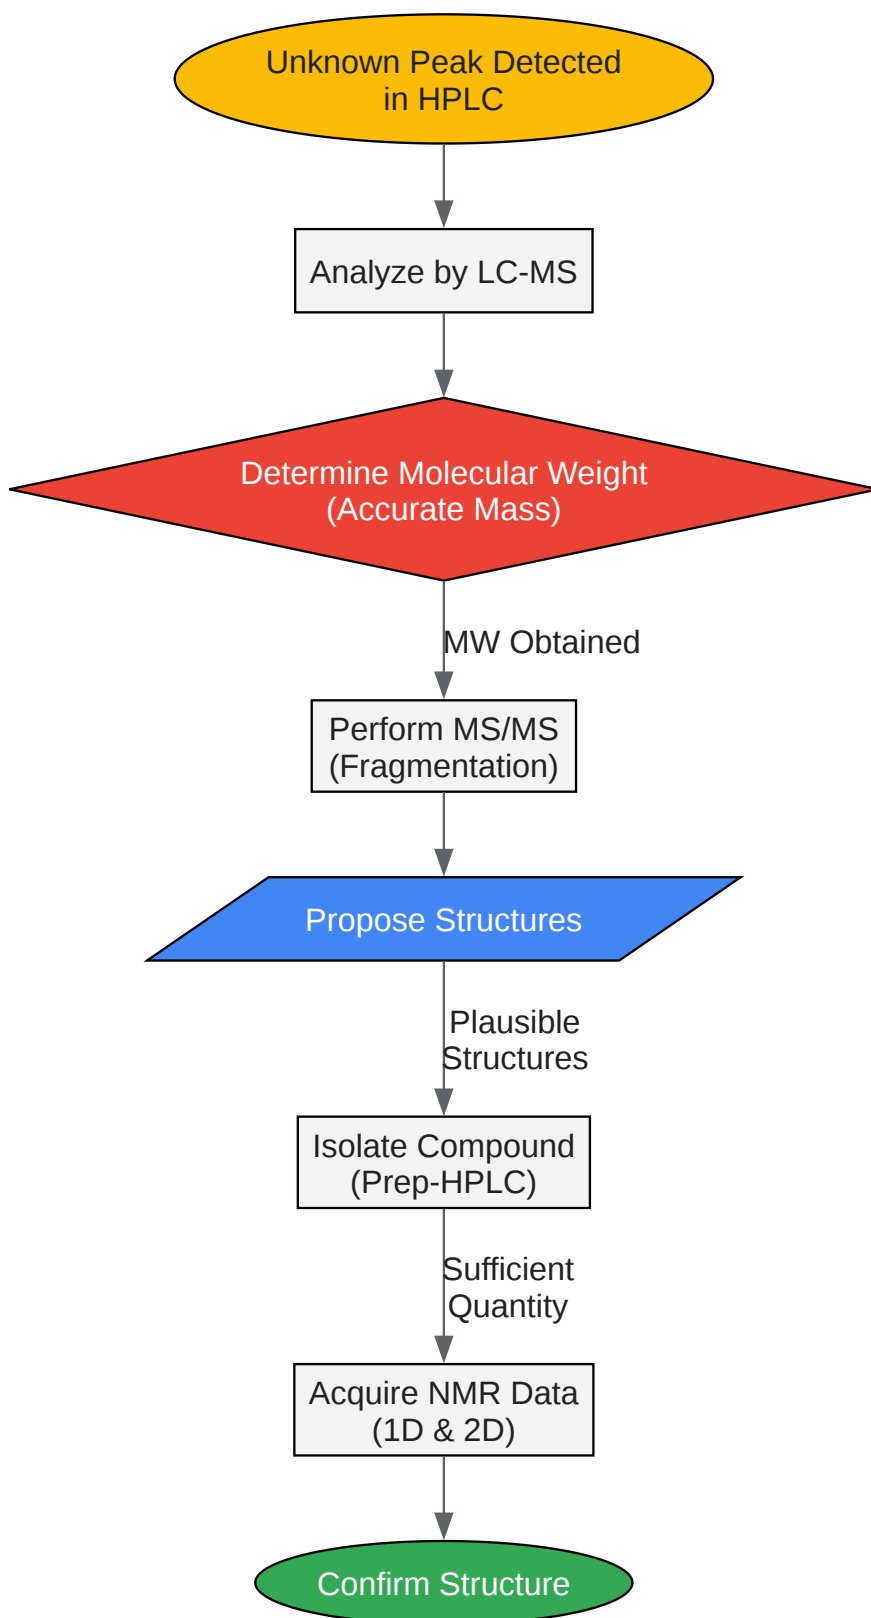 Unknown Peak Detected
in HPLC
Analyze by LC-MS
Determine Molecular Weight
(Accurate Mass)
MW Obtained
Perform MS/MS
(Fragmentation)
Propose Structures
Plausible
Structures
Isolate Compound
(Prep-HPLC)
Sufficient
Quantity
Acquire NMR Data
(1D & 2D)
Confirm Structure